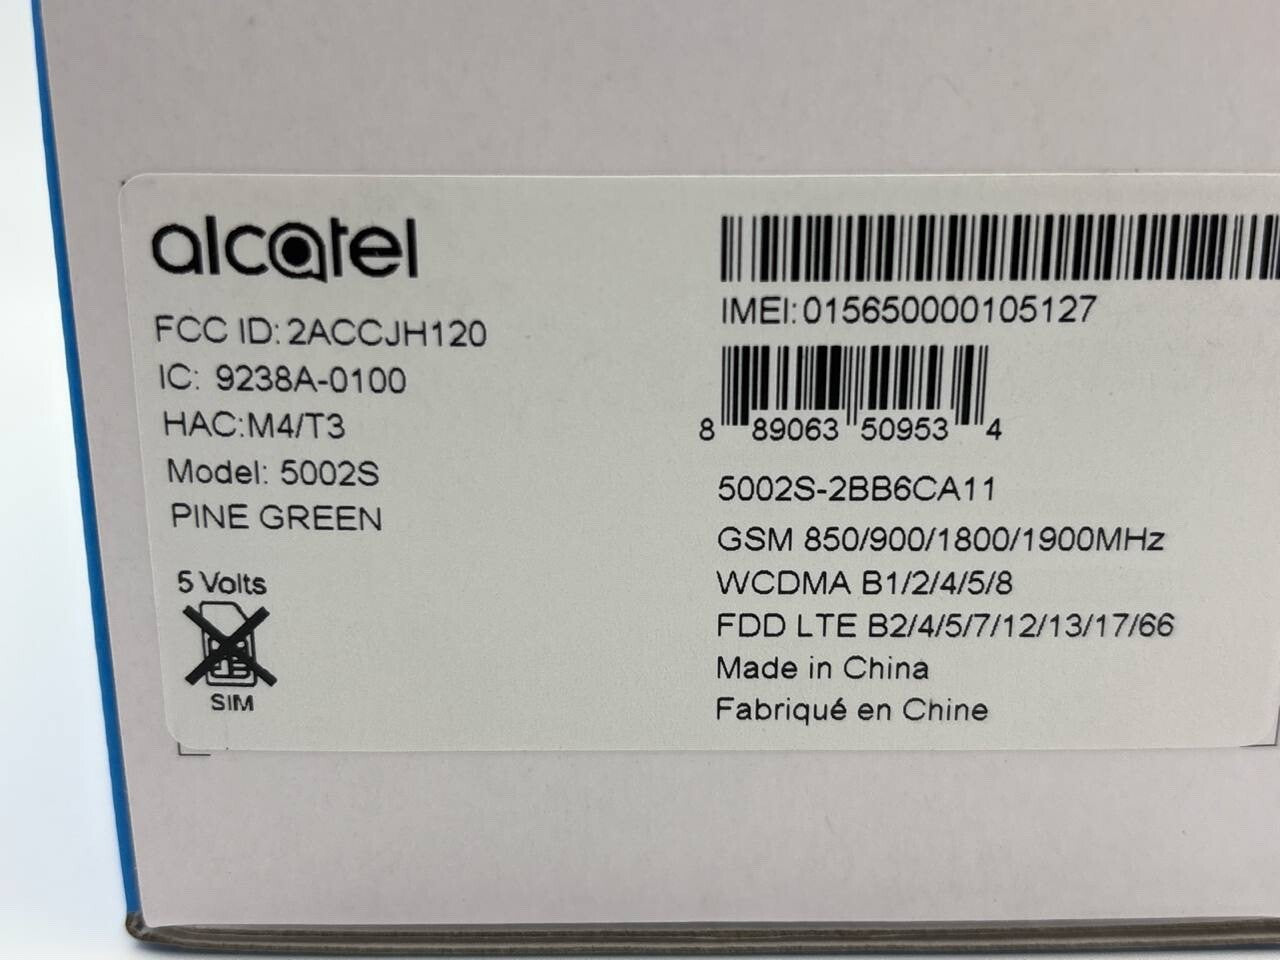 alcatel
FCC ID: 2ACCJH120
IC: 9238A-0100
HAC:M4/T3
Model: 5002S
PINE GREEN
5 Volts
SIM
IMEI:015650000105127
8 89063 50953 4
5002S-2BB6CA11
GSM 850/900/1800/1900MHz
WCDMA B1/2/4/5/8
FDD LTE B2/4/5/7/12/13/17/66
Made in China
Fabriqué en Chine